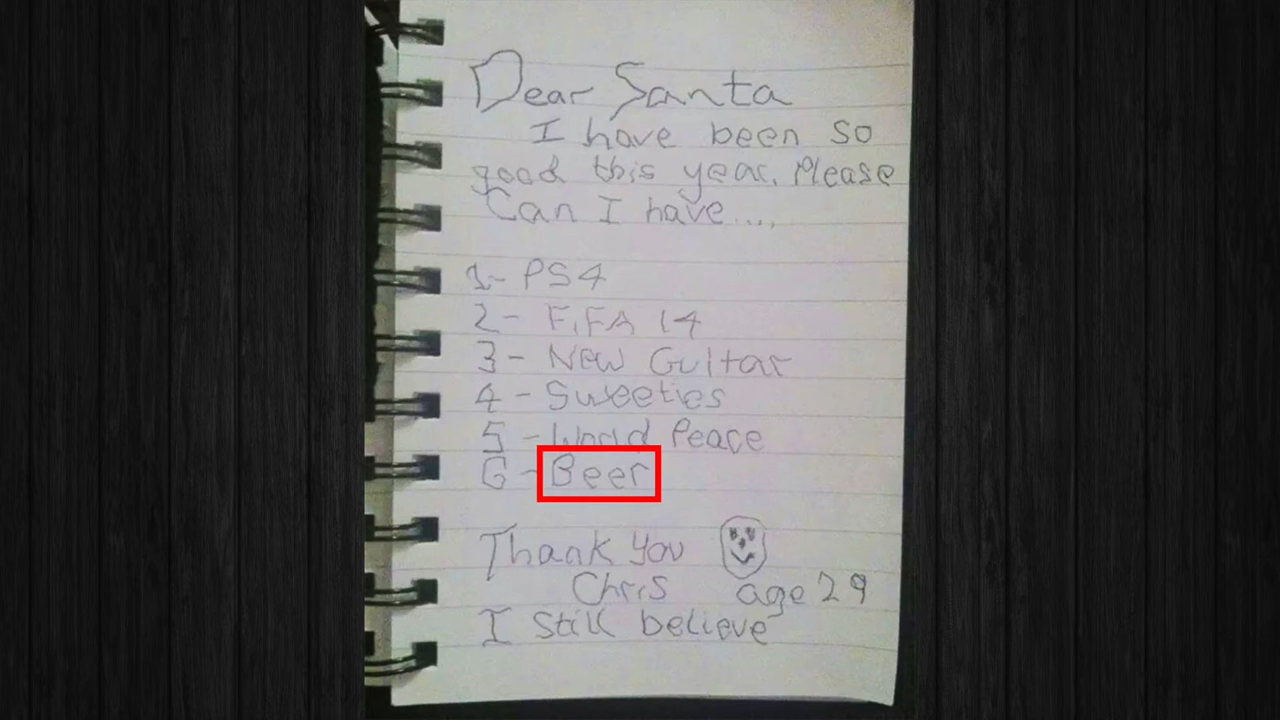 Dear Santa
I have been so
good this year. Please
Can I have....
1- PS4
2- FIFA 14
3- New Guitar
4- Sweeties
5- World Peace
6- Beer
Thank you
Chris age 29
I still believe